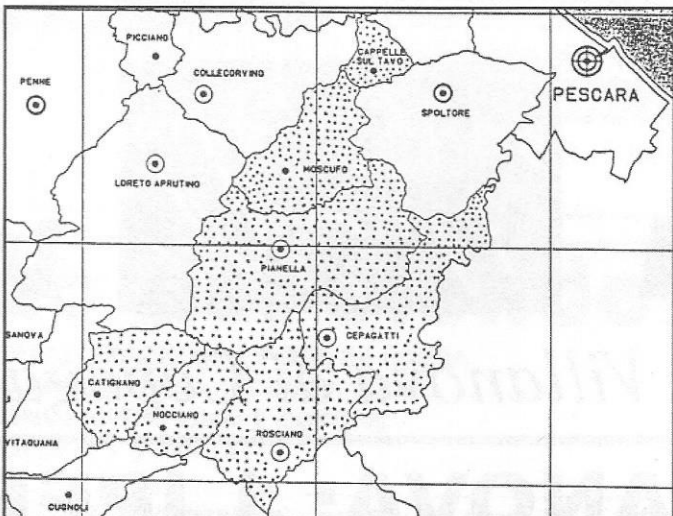 PICCIANO
CAPPELLE
SUL TAVO
PENNE
COLLECORVINO
SPOLTORE
PESCARA
LORETO APRUTINO
MOSCUFO
PIANELLA
SANOVA
CEPAGATTI
CATIGNANO
NOCCIANO
VITAQUANA
ROSCIANO
CUGNOLI